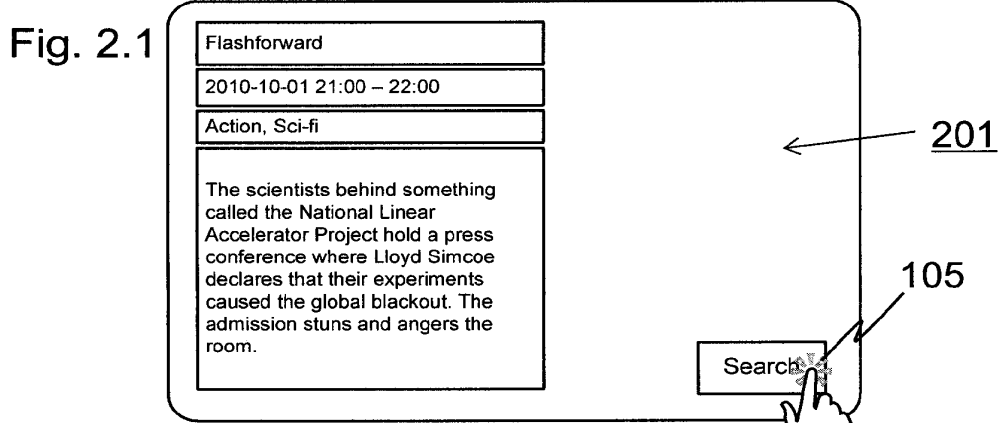 Fig. 2.1
Flashforward
2010-10-01 21:00 – 22:00
Action, Sci-fi
The scientists behind something
called the National Linear
Accelerator Project hold a press
conference where Lloyd Simcoe
declares that their experiments
caused the global blackout. The
admission stuns and angers the
room.
201
105
Search